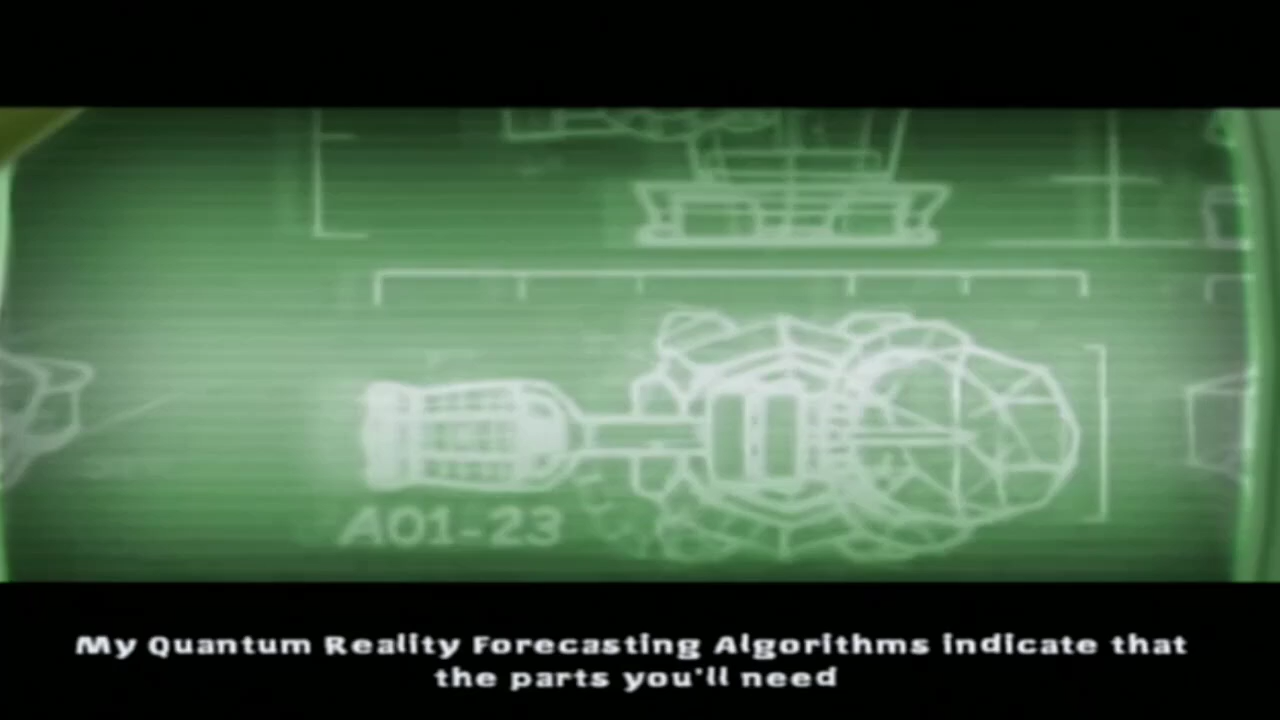 A01-23
My Quantum Reality Forecasting Algorithms indicate that
the parts you'll need